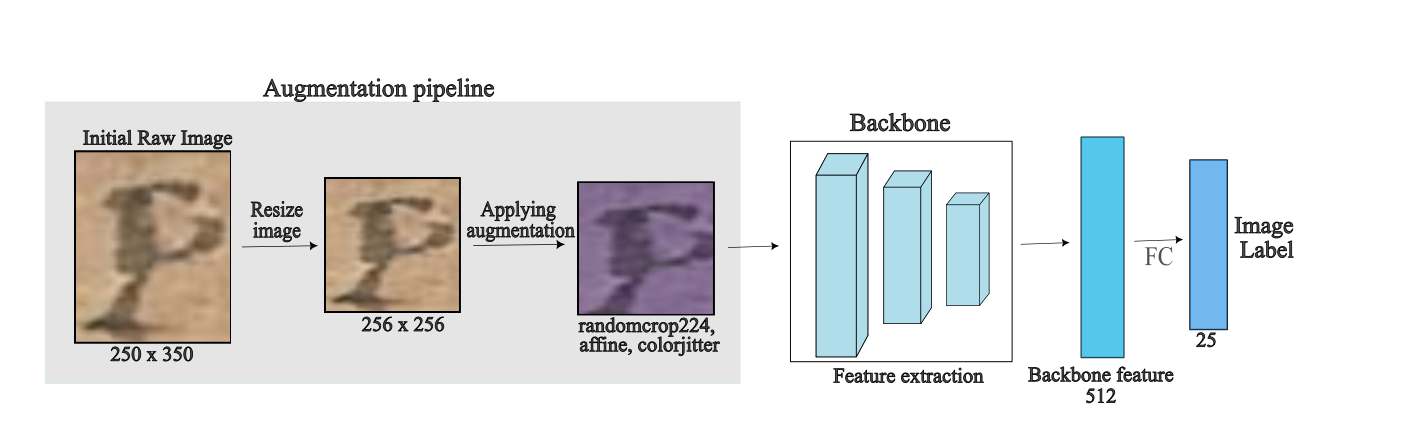 Augmentation pipeline
Initial Raw Image
Resize
image
Applying
augmentation
250 x 350
256 x 256
randomcrop224,
affine, colorjitter
Backbone
Feature extraction
Backbone feature
512
FC
25
Image
Label